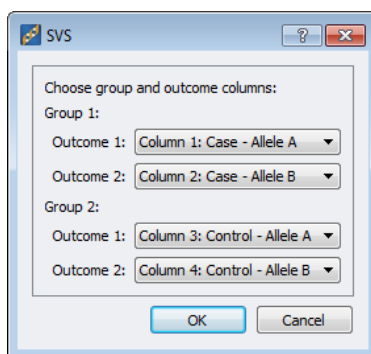 SVS
Choose group and outcome columns:
Group 1:
Outcome 1: Column 1: Case - Allele A
Outcome 2: Column 2: Case - Allele B
Group 2:
Outcome 1: Column 3: Control - Allele A
Outcome 2: Column 4: Control - Allele B
OK Cancel